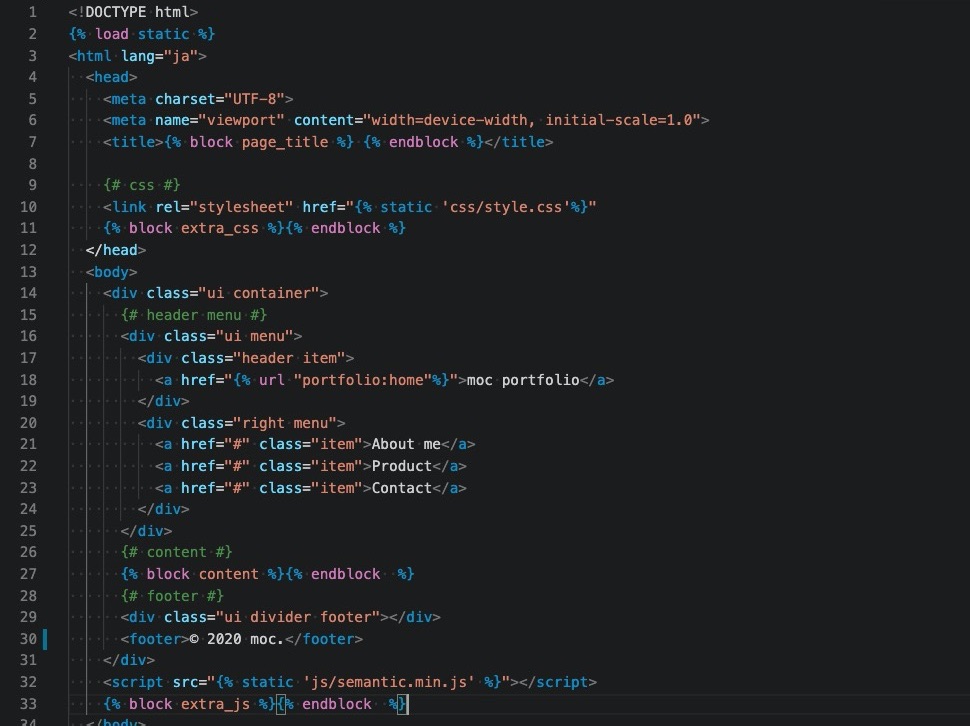 1 <!DOCTYPE html>
2 {% load static %}
3 <html lang="ja">
4 <head>
5 <meta charset="UTF-8">
6 <meta name="viewport" content="width=device-width, initial-scale=1.0">
7 <title>{% block page_title %} {% endblock %}</title>
8
9 {# css #}
10 <link rel="stylesheet" href="{% static 'css/style.css'%}"
11 {% block extra_css %}{% endblock %}
12 </head>
13 <body>
14 <div class="ui container">
15 {# header menu #}
16 <div class="ui menu">
17 <div class="header item">
18 <a href="{% url "portfolio:home"%}">moc portfolio</a>
19 </div>
20 <div class="right menu">
21 <a href="#" class="item">About me</a>
22 <a href="#" class="item">Product</a>
23 <a href="#" class="item">Contact</a>
24 </div>
25 </div>
26 {# content #}
27 {% block content %}{% endblock  %}
28 {# footer #}
29 <div class="ui divider footer"></div>
30 <footer>© 2020 moc.</footer>
31 </div>
32 <script src="{% static 'js/semantic.min.js' %}"></script>
33 {% block extra_js %}{% endblock  %}
34 </body>